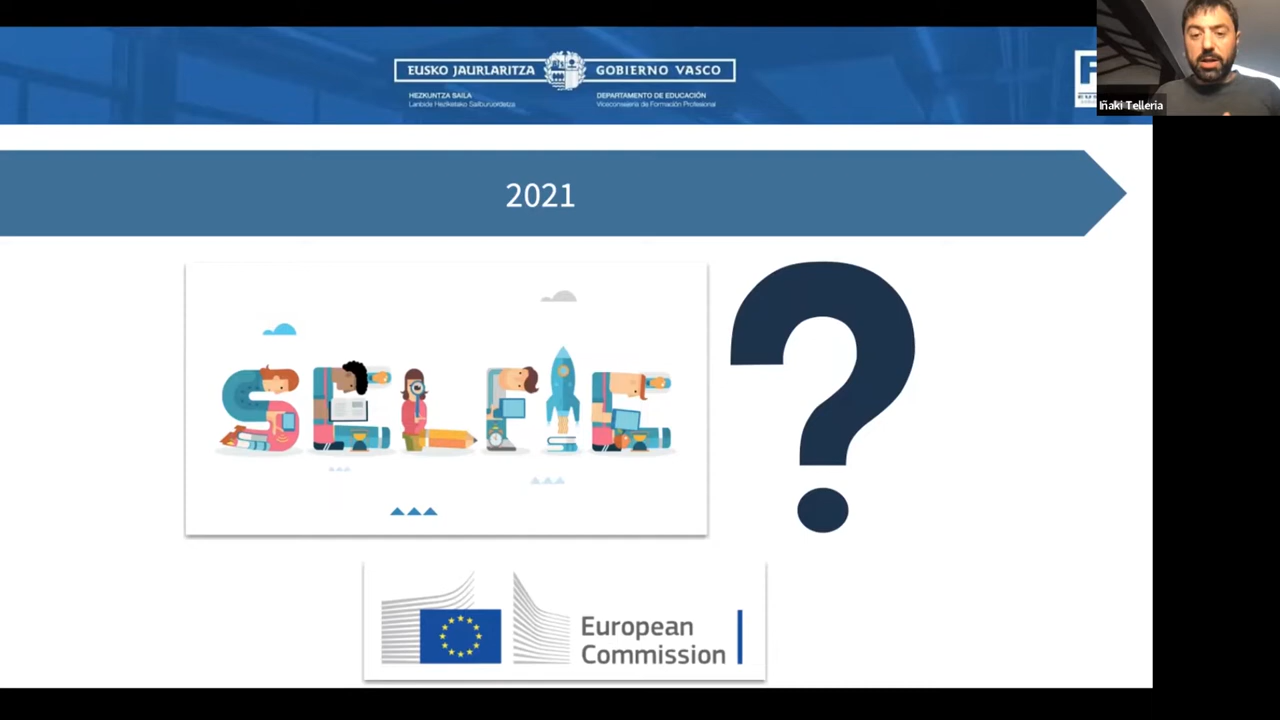 EUSKO JAURLARITZA GOBIERNO VASCO
HEZKUNTZA SAILA
Lanbide Heziketako Sailburuordetza
DEPARTAMENTO DE EDUCACIÓN
Viceconsejería de Formación Profesional
Iñaki Telleria
2021
SELFIE
?
European
Commission